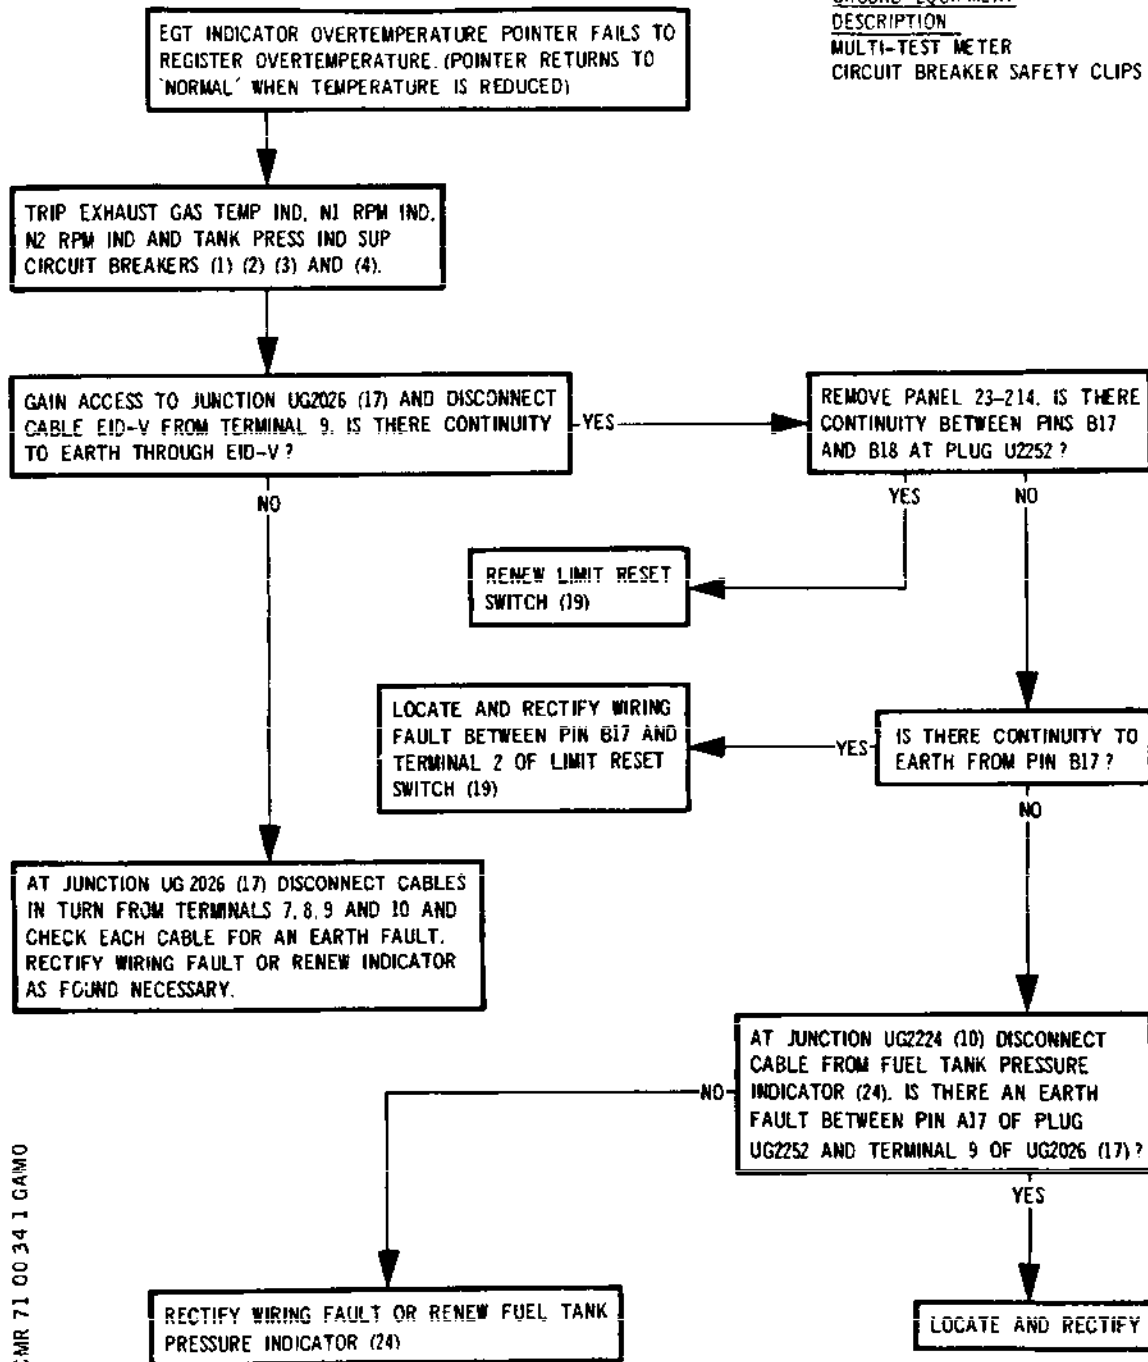 GROUND EQUIPMENT
DESCRIPTION
MULTI-TEST METER
CIRCUIT BREAKER SAFETY CLIPS
EGT INDICATOR OVERTEMPERATURE POINTER FAILS TO
REGISTER OVERTEMPERATURE. (POINTER RETURNS TO
'NORMAL' WHEN TEMPERATURE IS REDUCED)
TRIP EXHAUST GAS TEMP IND, N1 RPM IND,
N2 RPM IND AND TANK PRESS IND SUP
CIRCUIT BREAKERS (1) (2) (3) AND (4).
GAIN ACCESS TO JUNCTION UG2026 (17) AND DISCONNECT
CABLE EID-V FROM TERMINAL 9. IS THERE CONTINUITY
TO EARTH THROUGH EID-V?
YES
REMOVE PANEL 23-214. IS THERE
CONTINUITY BETWEEN PINS B17
AND B18 AT PLUG U2252?
NO
YES
NO
RENEW LIMIT RESET
SWITCH (19)
LOCATE AND RECTIFY WIRING
FAULT BETWEEN PIN B17 AND
TERMINAL 2 OF LIMIT RESET
SWITCH (19)
YES
IS THERE CONTINUITY TO
EARTH FROM PIN B17?
NO
AT JUNCTION UG 2026 (17) DISCONNECT CABLES
IN TURN FROM TERMINALS 7, 8, 9 AND 10 AND
CHECK EACH CABLE FOR AN EARTH FAULT.
RECTIFY WIRING FAULT OR RENEW INDICATOR
AS FOUND NECESSARY.
AT JUNCTION UG2224 (10) DISCONNECT
CABLE FROM FUEL TANK PRESSURE
INDICATOR (24). IS THERE AN EARTH
FAULT BETWEEN PIN A17 OF PLUG
UG2252 AND TERMINAL 9 OF UG2026 (17)?
NO
YES
RECTIFY WIRING FAULT OR RENEW FUEL TANK
PRESSURE INDICATOR (24)
LOCATE AND RECTIFY
CMR 71 00 34 1 GAMO